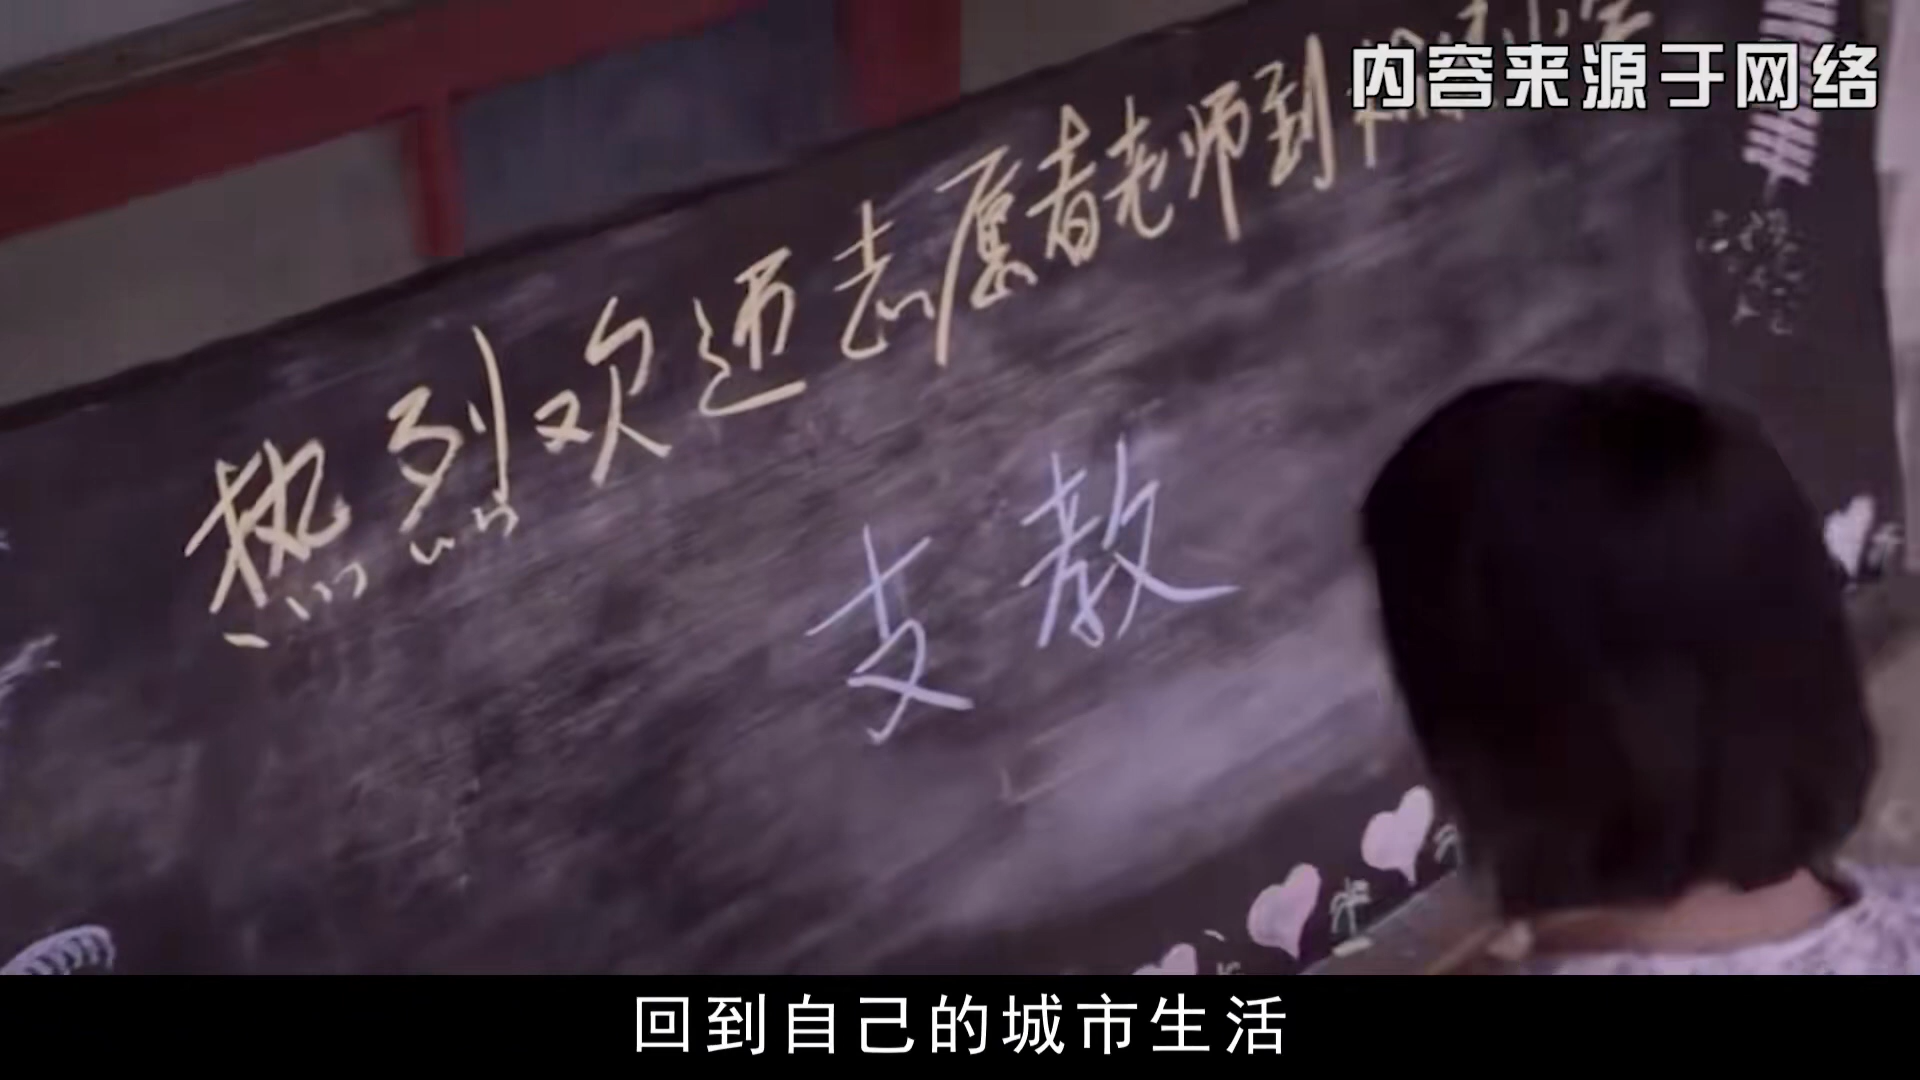 内容来源于网络
热烈欢迎志愿者老师到
支教
回到自己的城市生活